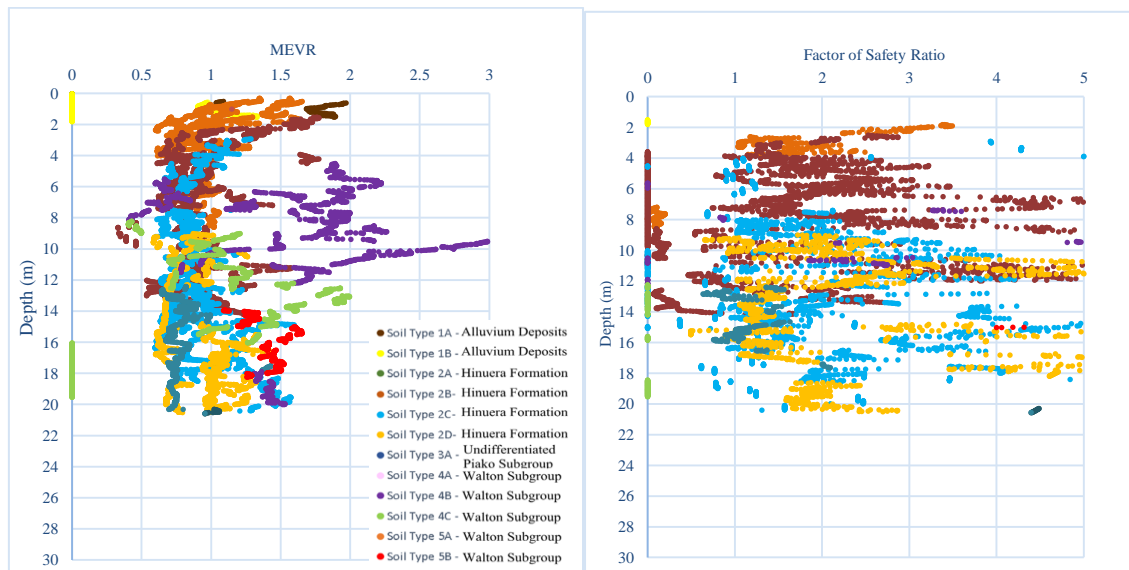 MEVR
0 0.5 1 1.5 2 2.5 3
0
2
4
6
8
10
12
14
16
18
20
22
24
26
28
30
Depth (m)
Soil Type 1A - Alluvium Deposits
Soil Type 1B - Alluvium Deposits
Soil Type 2A - Hinuera Formation
Soil Type 2B- Hinuera Formation
Soil Type 2C- Hinuera Formation
Soil Type 2D- Hinuera Formation
Soil Type 3A - Undifferentiated
Piako Subgroup
Soil Type 4A - Walton Subgroup
Soil Type 4B - Walton Subgroup
Soil Type 4C - Walton Subgroup
Soil Type 5A - Walton Subgroup
Soil Type 5B - Walton Subgroup
Factor of Safety Ratio
0 1 2 3 4 5
0
2
4
6
8
10
12
14
16
18
20
22
24
26
28
30
Depth (m)